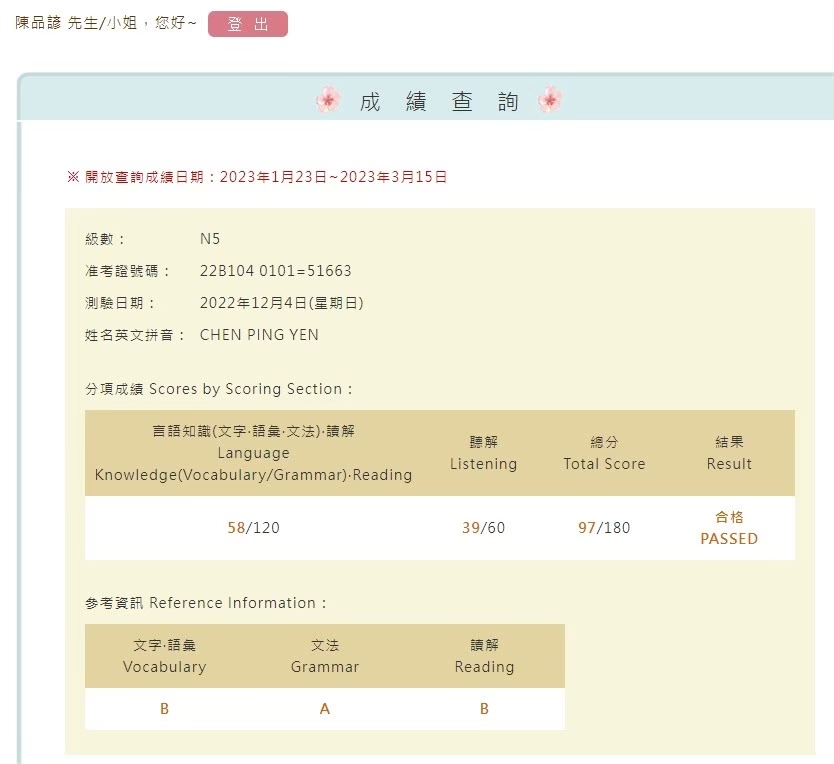 陳品諺 先生/小姐，您好~ 登 出
成 績 查 詢
※ 開放查詢成績日期：2023年1月23日~2023年3月15日
級數： N5
准考證號碼： 22B104 0101=51663
測驗日期： 2022年12月4日(星期日)
姓名英文拼音： CHEN PING YEN
分項成績 Scores by Scoring Section：
言語知識(文字‧語彙‧文法)‧讀解
Language
Knowledge(Vocabulary/Grammar)‧Reading
聽解
Listening
總分
Total Score
結果
Result
58/120
39/60
97/180
合格
PASSED
參考資訊 Reference Information：
文字‧語彙
Vocabulary
文法
Grammar
讀解
Reading
B
A
B